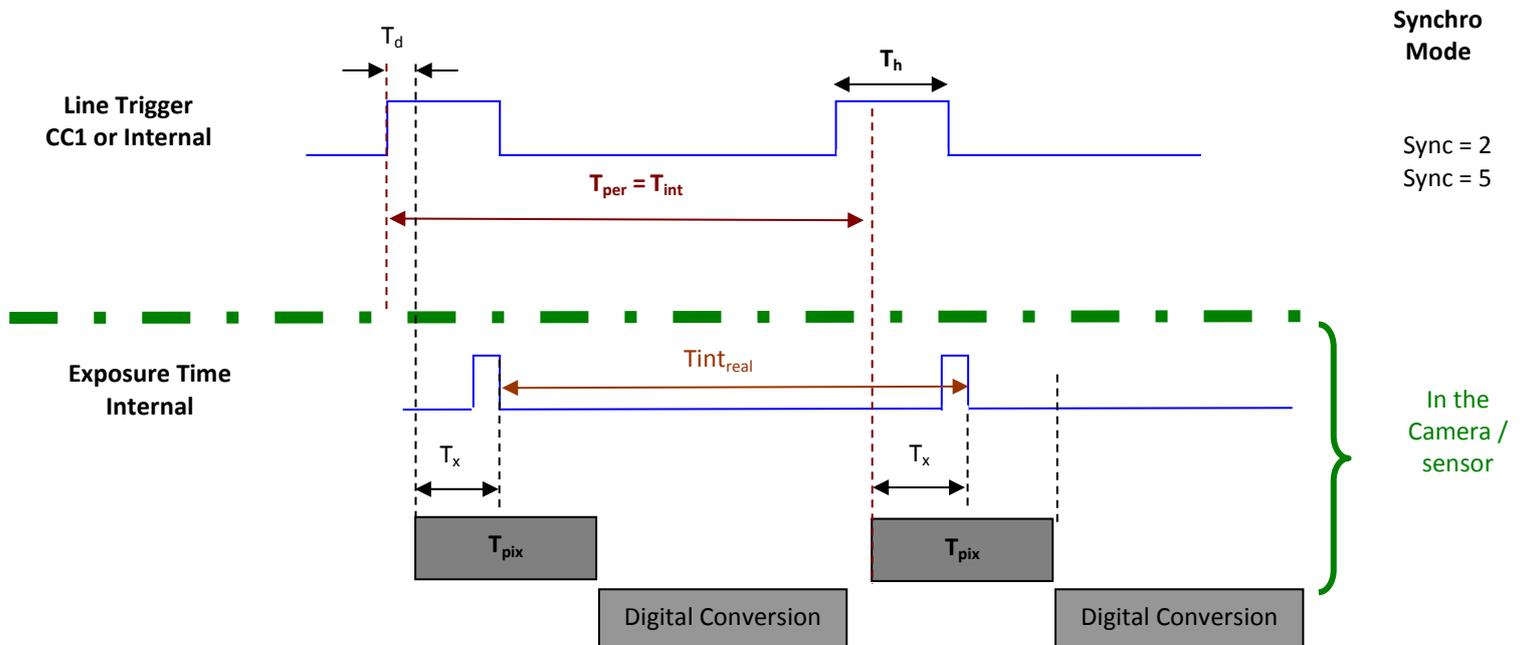 Synchro
Mode
Td
Th
Line Trigger
CC1 or Internal
Sync = 2
Sync = 5
Tper = Tint
Exposure Time
Internal
Tintreal
In the
Camera /
sensor
Tx
Tx
Tpix
Tpix
Digital Conversion
Digital Conversion